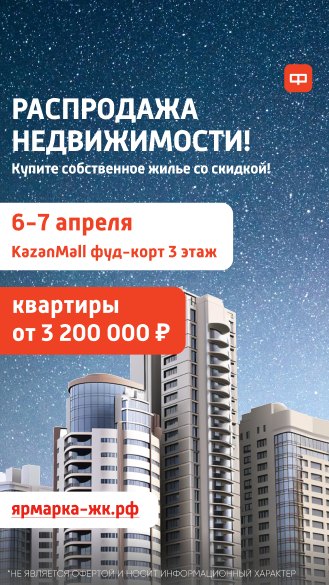 РАСПРОДАЖА
НЕДВИЖИМОСТИ!
Купите собственное жилье со скидкой!
6-7 апреля
KazanMall фуд-корт 3 этаж
квартиры
от 3 200 000 ₽
ярмарка-жк.рф
*НЕ ЯВЛЯЕТСЯ ОФЕРТОЙ И НОСИТ ИНФОРМАЦИОННЫЙ ХАРАКТЕР